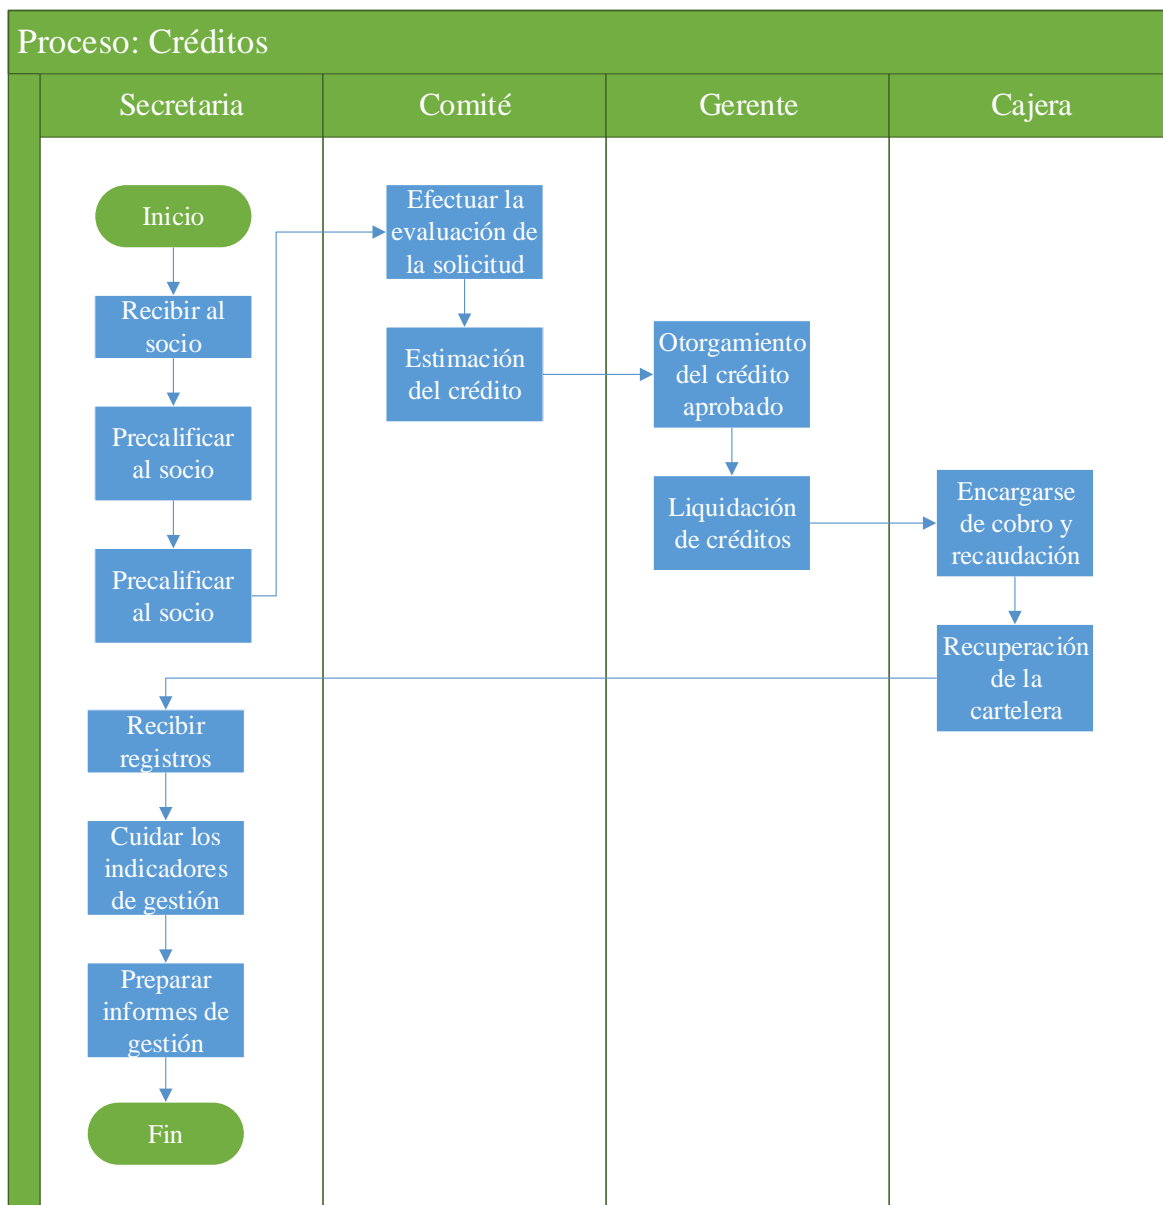 Proceso: Créditos
Secretaria
Comité
Gerente
Cajera
Inicio
Recibir al
socio
Precalificar
al socio
Precalificar
al socio
Efectuar la
evaluación de
la solicitud
Estimación
del crédito
Otorgamiento
del crédito
aprobado
Liquidación
de créditos
Encargarse
de cobro y
recaudación
Recuperación
de la
cartelera
Recibir
registros
Cuidar los
indicadores
de gestión
Preparar
informes de
gestión
Fin